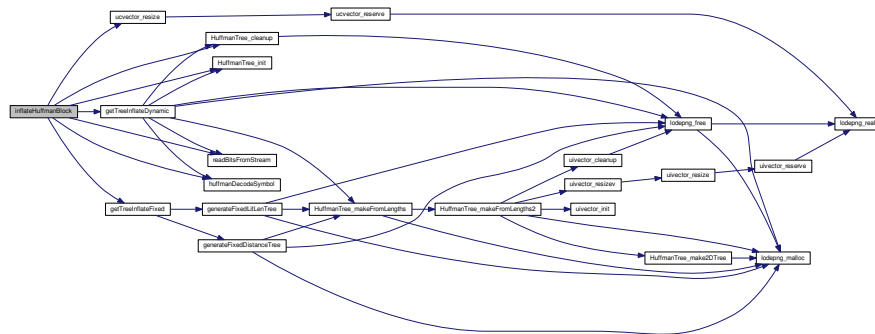 ucvector_resize
ucvector_reserve
HuffmanTree_cleanup
HuffmanTree_init
inflateHuffmanBlock
getTreeInflateDynamic
lodepng_free
readBitsFromStream
uivector_cleanup
uivector_reserve
uivector_resize
huffmanDecodeSymbol
uivector_resizev
getTreeInflateFixed
generateFixedLitLenTree
HuffmanTree_makeFromLengths
HuffmanTree_makeFromLengths2
uivector_init
generateFixedDistanceTree
HuffmanTree_make2DTree
lodepng_malloc